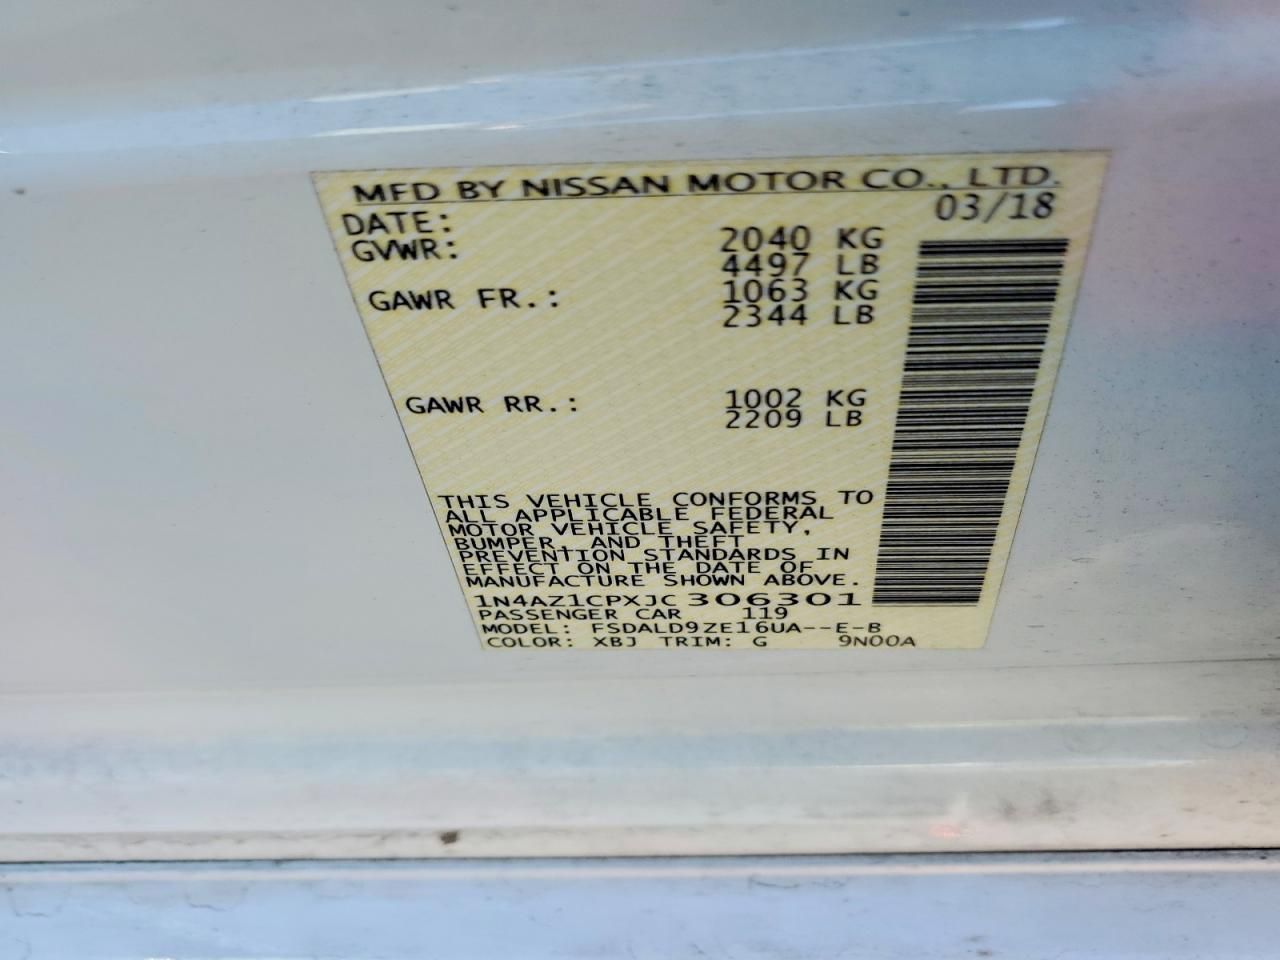 MFD BY NISSAN MOTOR CO., LTD.
DATE: 03/18
GVWR: 2040 KG
4497 LB
GAWR FR.: 1063 KG
2344 LB
GAWR RR.: 1002 KG
2209 LB
THIS VEHICLE CONFORMS TO
ALL APPLICABLE FEDERAL
MOTOR VEHICLE SAFETY,
BUMPER, AND THEFT
PREVENTION STANDARDS IN
EFFECT ON THE DATE OF
MANUFACTURE SHOWN ABOVE.
1N4AZ1CPXJC306301
PASSENGER CAR 119
MODEL: FSDALD9ZE16UA--E-B
COLOR: XBJ TRIM: G 9N00A